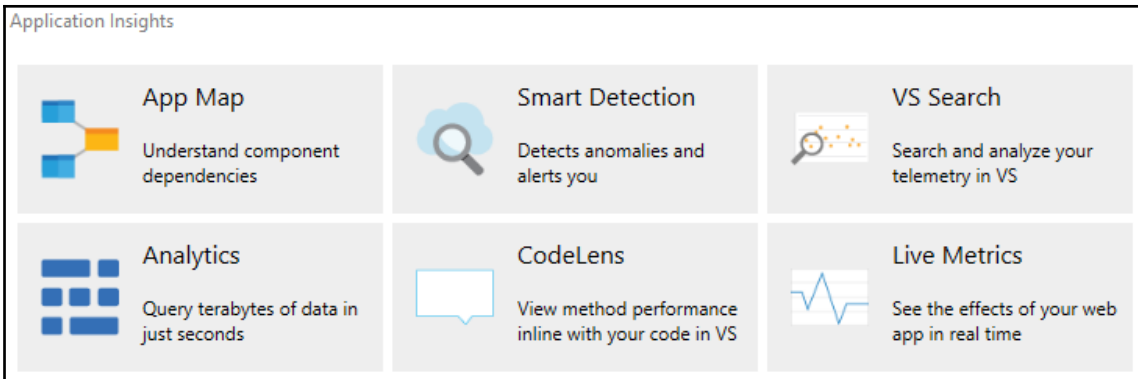 Application Insights
App Map
Understand component
dependencies
Smart Detection
Detects anomalies and
alerts you
VS Search
Search and analyze your
telemetry in VS
Analytics
Query terabytes of data in
just seconds
CodeLens
View method performance
inline with your code in VS
Live Metrics
See the effects of your web
app in real time